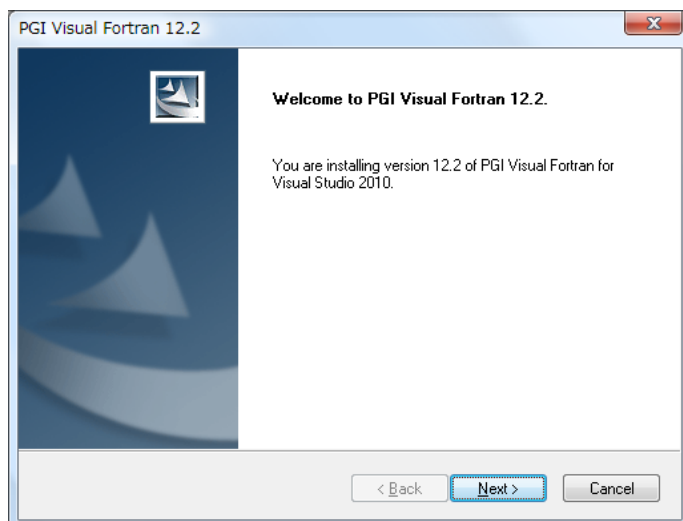 PGI Visual Fortran 12.2
Welcome to PGI Visual Fortran 12.2.
You are installing version 12.2 of PGI Visual Fortran for
Visual Studio 2010.
< Back
Next >
Cancel